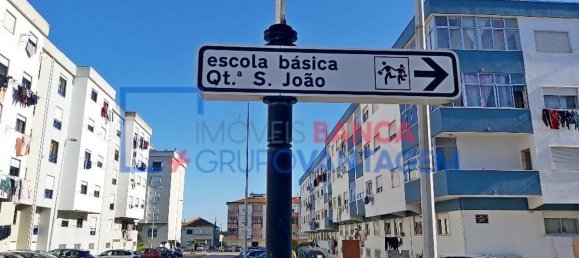 escola básica
Qt.ª S. João
IMÓVEIS BANCA
GRUPOVANTAGEM